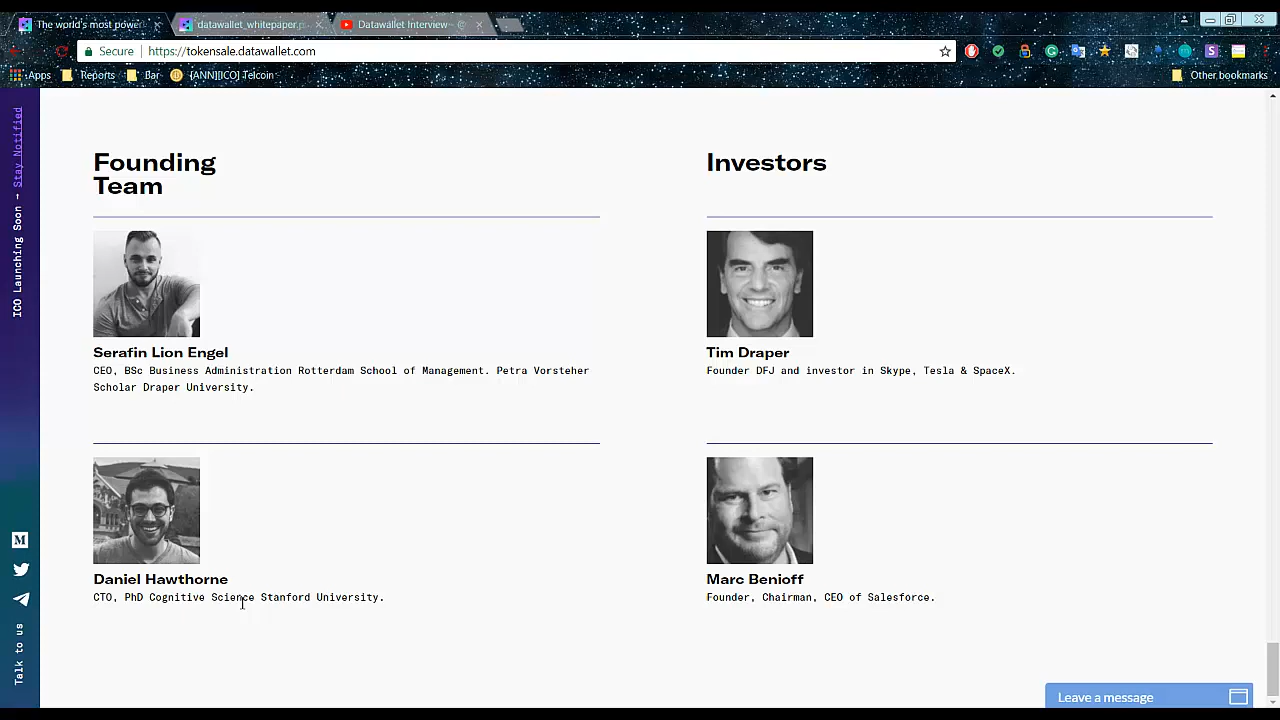 The world's most power
datawallet_whitepaper.p
Datawallet Interview –
Secure https://tokensale.datawallet.com
Apps Reports Bar [ANN][ICO] Telcoin Other bookmarks
ICO launching Soon → Stay Notified
Talk to us
Founding
Team
Serafin Lion Engel
CEO, BSc Business Administration Rotterdam School of Management. Petra Vorsteher
Scholar Draper University.
Daniel Hawthorne
CTO, PhD Cognitive Science Stanford University.
Investors
Tim Draper
Founder DFJ and investor in Skype, Tesla & SpaceX.
Marc Benioff
Founder, Chairman, CEO of Salesforce.
Leave a message